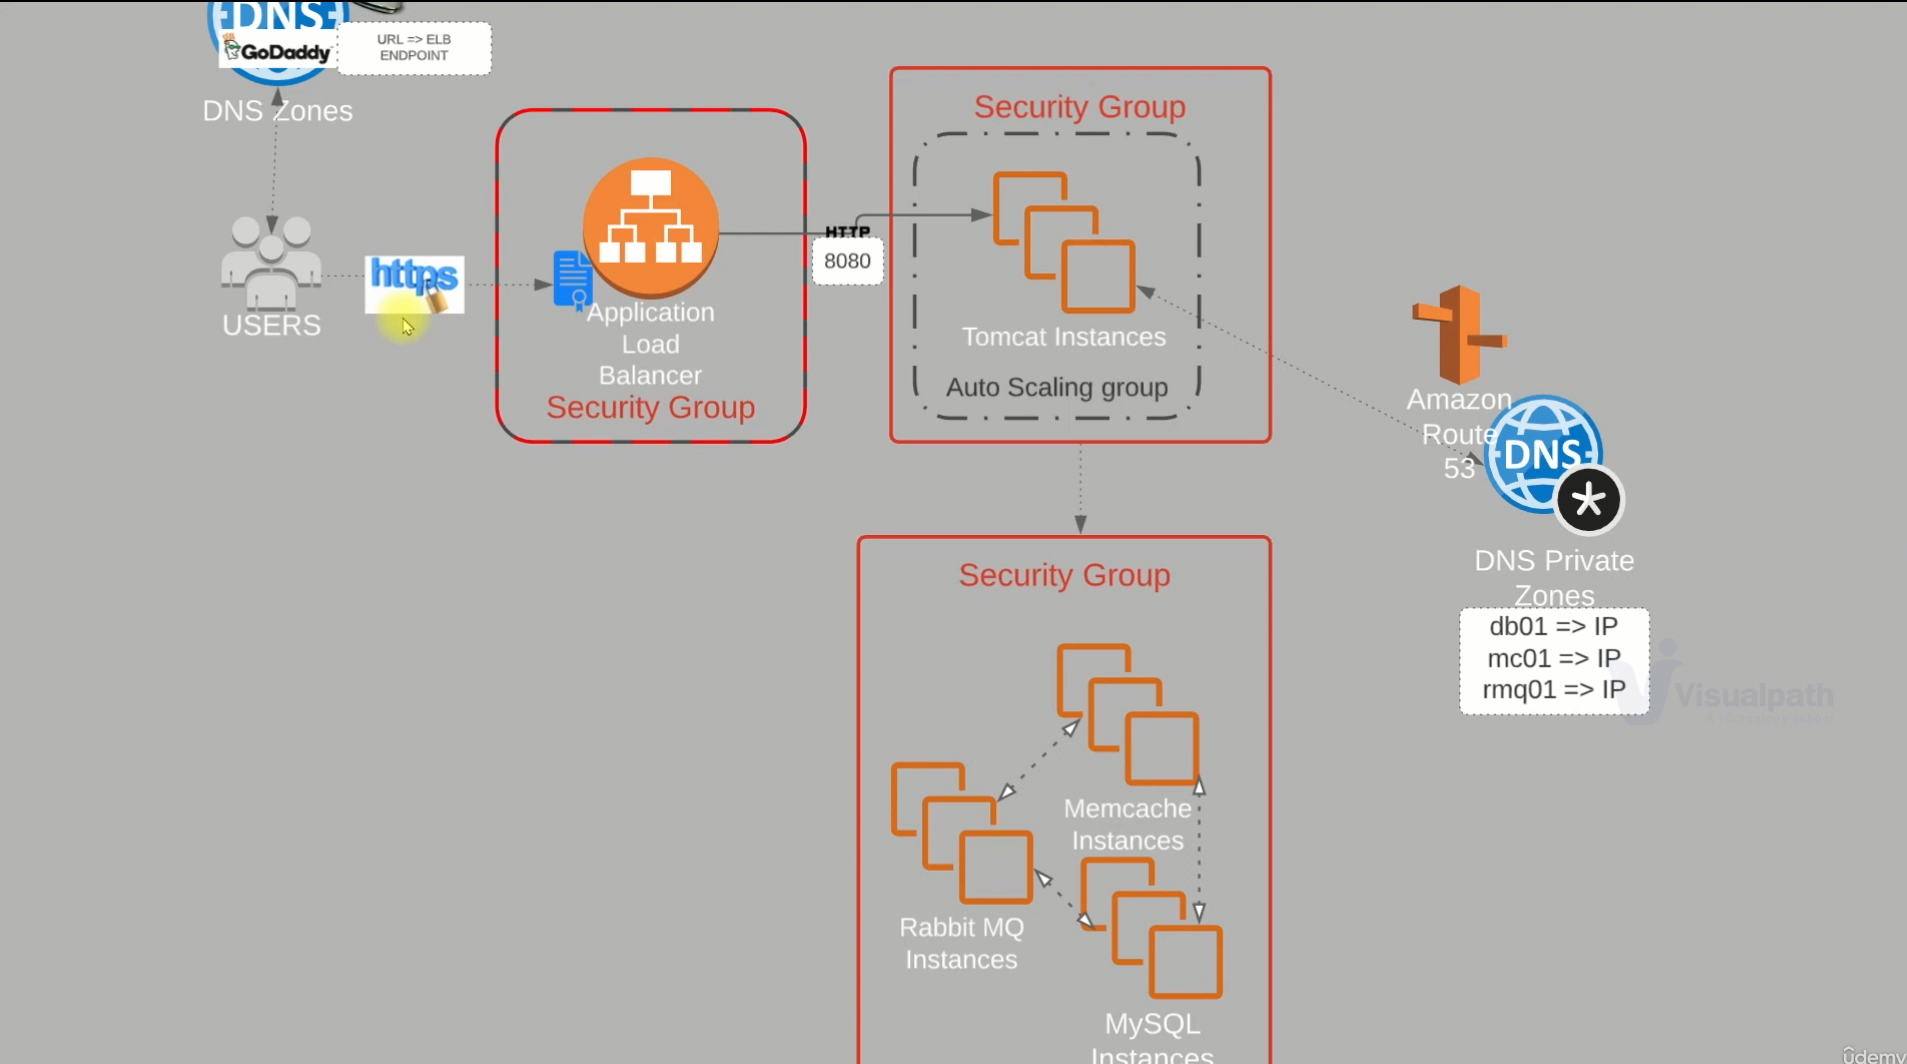 DNS
GoDaddy
URL => ELB
ENDPOINT
DNS Zones
USERS
https
Application
Load
Balancer
Security Group
HTTP
8080
Security Group
Tomcat Instances
Auto Scaling group
Amazon
Route
53
DNS
DNS Private
Zones
db01 => IP
mc01 => IP
rmq01 => IP
Visualpath
Security Group
Memcache
Instances
Rabbit MQ
Instances
MySQL
Instances
ûdemy